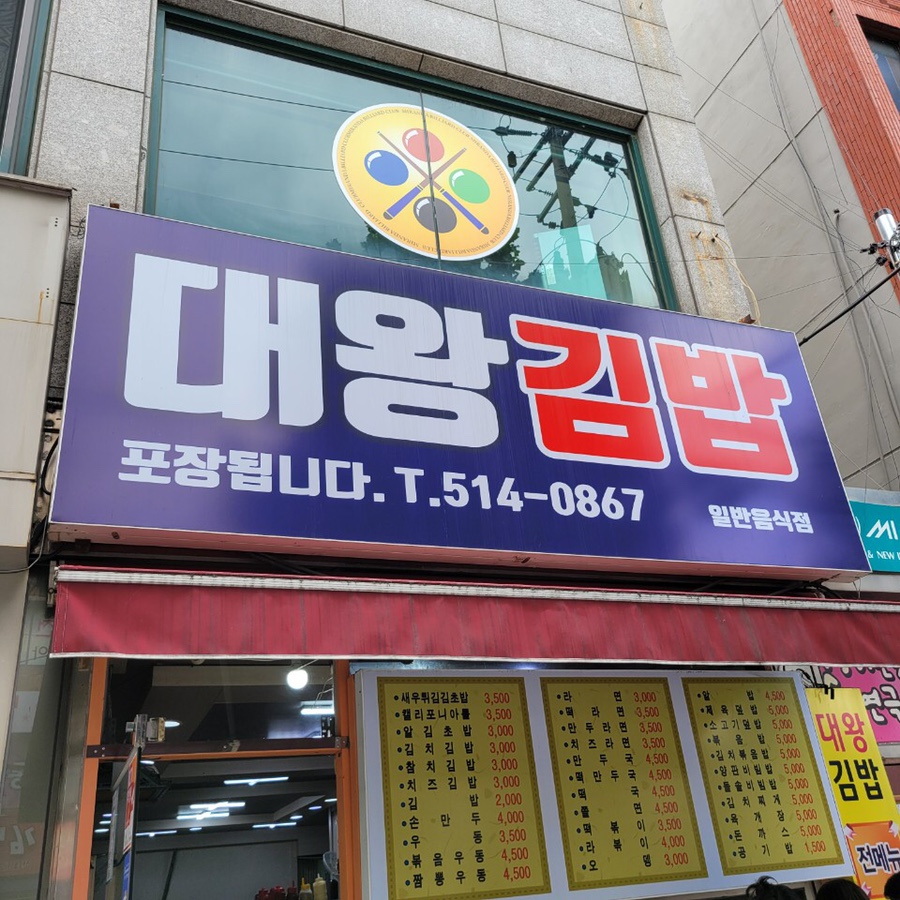 대왕김밥
포장됩니다. T.514-0867
일반음식점
새우튀김김초밥 3,500
캘리포니아롤 3,500
알김초밥 3,000
김치김밥 3,000
참치김밥 3,000
치즈김밥 3,000
김밥 2,000
손만두 4,000
우동 3,500
볶음우동 4,500
짬뽕우동 4,500
라면 3,000
떡라면 3,500
만두라면 3,500
치즈라면 3,500
만두국 4,500
떡만두국 4,500
떡국 4,500
쫄면 4,500
떡볶이 3,500
라볶이 4,000
오뎅 3,000
알밥 4,500
제육덮밥 5,000
소고기덮밥 5,000
볶음밥 5,000
김치볶음밥 5,000
양판비빔밥 5,000
돌솥비빔밥 5,000
김치찌게 5,000
육개장 5,000
돈까스 5,000
공기밥 1,500
대왕
김밥
전메뉴
MI
& NEW